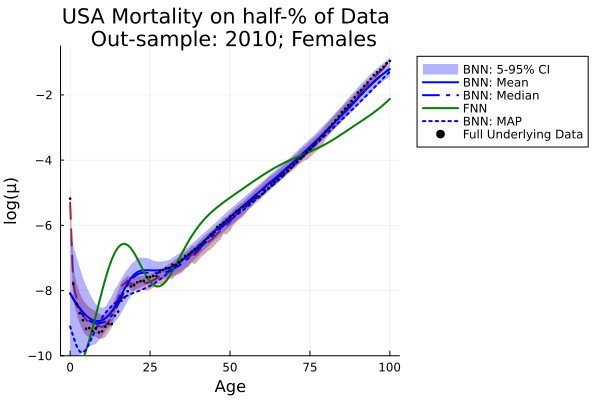 USA Mortality on half-% of Data
Out-sample: 2010; Females
BNN: 5-95% CI
BNN: Mean
BNN: Median
FNN
BNN: MAP
Full Underlying Data
log(μ)
−2
−4
−6
−8
−10
0
25
50
75
100
Age